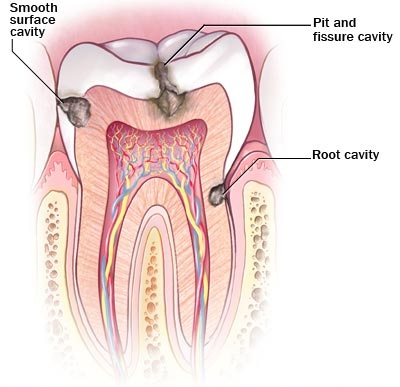 Smooth
surface
cavity
Pit and
fissure cavity
Root cavity